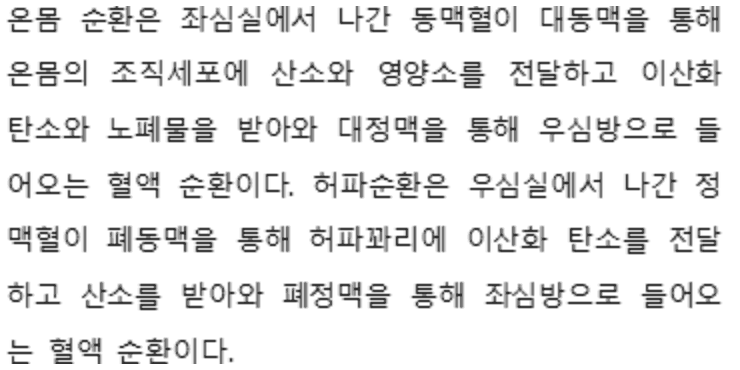 온몸 순환은 좌심실에서 나간 동맥혈이 대동맥을 통해
온몸의 조직세포에 산소와 영양소를 전달하고 이산화
탄소와 노폐물을 받아와 대정맥을 통해 우심방으로 들
어오는 혈액 순환이다. 허파순환은 우심실에서 나간 정
맥혈이 폐동맥을 통해 허파꽈리에 이산화 탄소를 전달
하고 산소를 받아와 폐정맥을 통해 좌심방으로 들어오
는 혈액 순환이다.